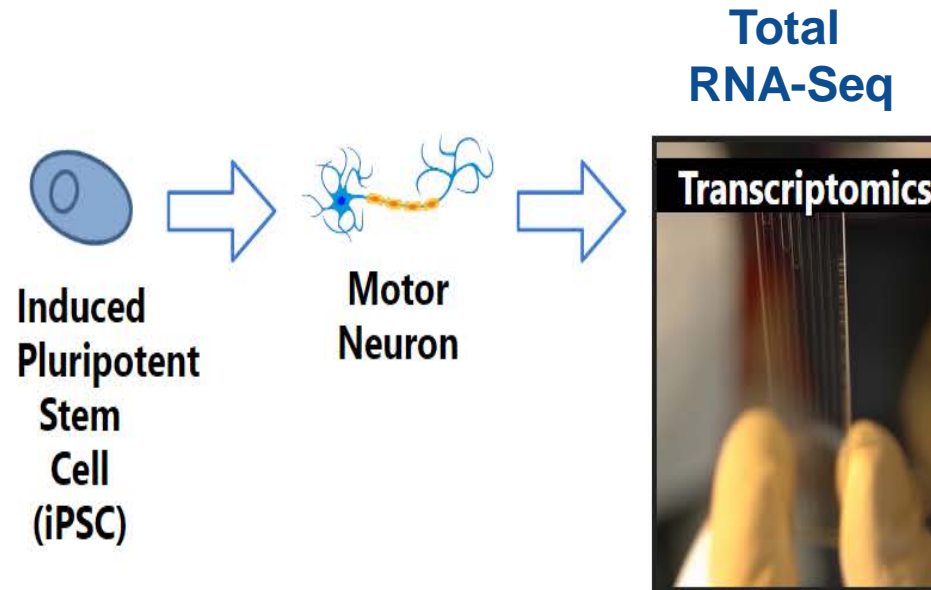 Total
RNA-Seq
Transcriptomics
Induced
Pluripotent
Stem
Cell
(iPSC)
Motor
Neuron